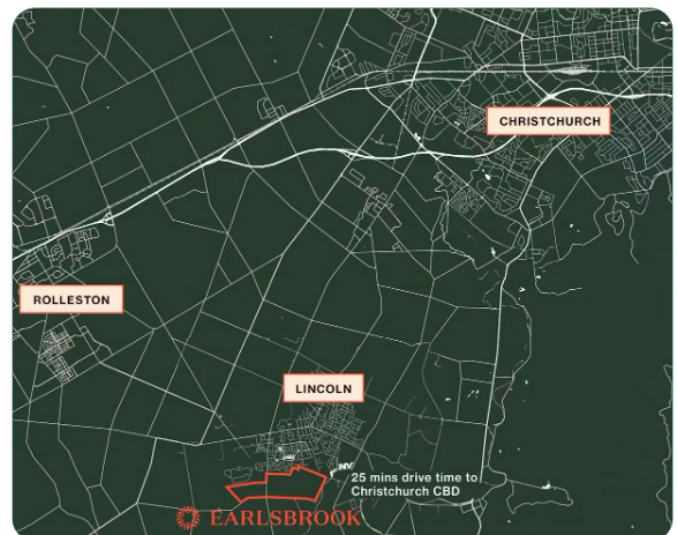 CHRISTCHURCH
ROLLESTON
LINCOLN
25 mins drive time to
Christchurch CBD
EARLSBROOK